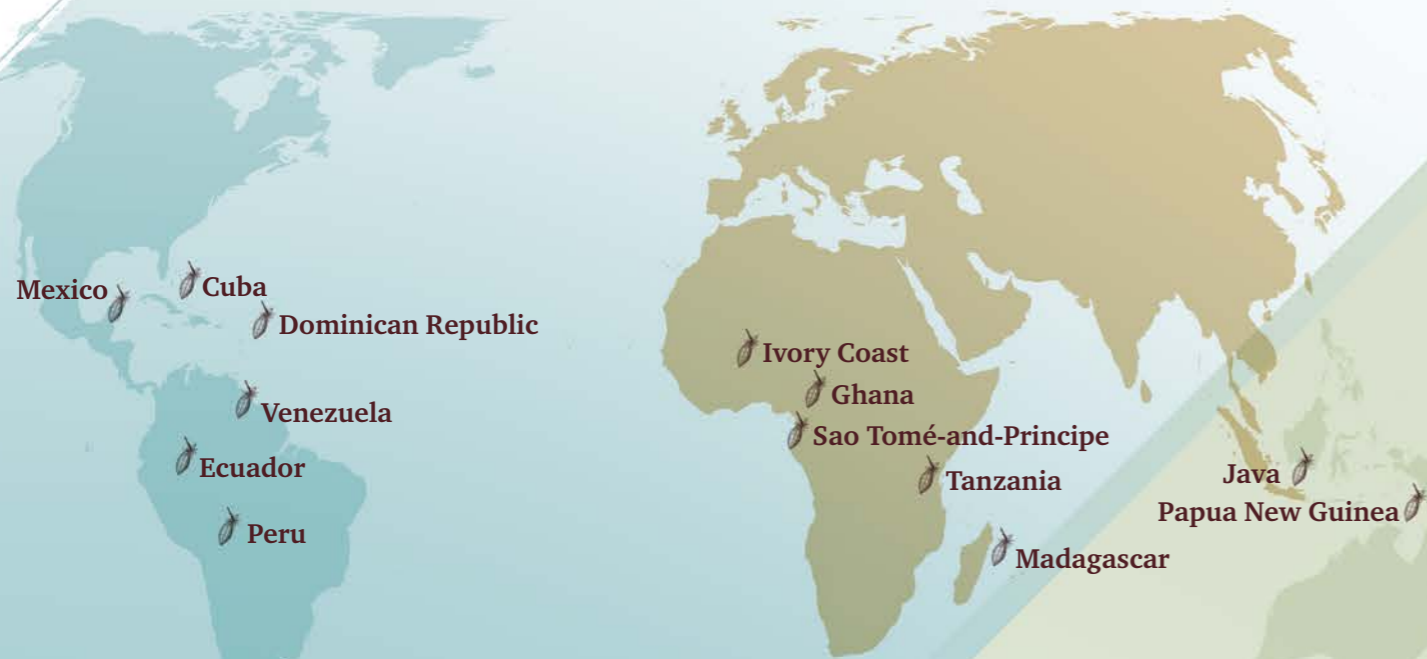 Mexico
Cuba
Dominican Republic
Venezuela
Ecuador
Peru
Ivory Coast
Ghana
Sao Tomé-and-Principe
Tanzania
Madagascar
Java
Papua New Guinea